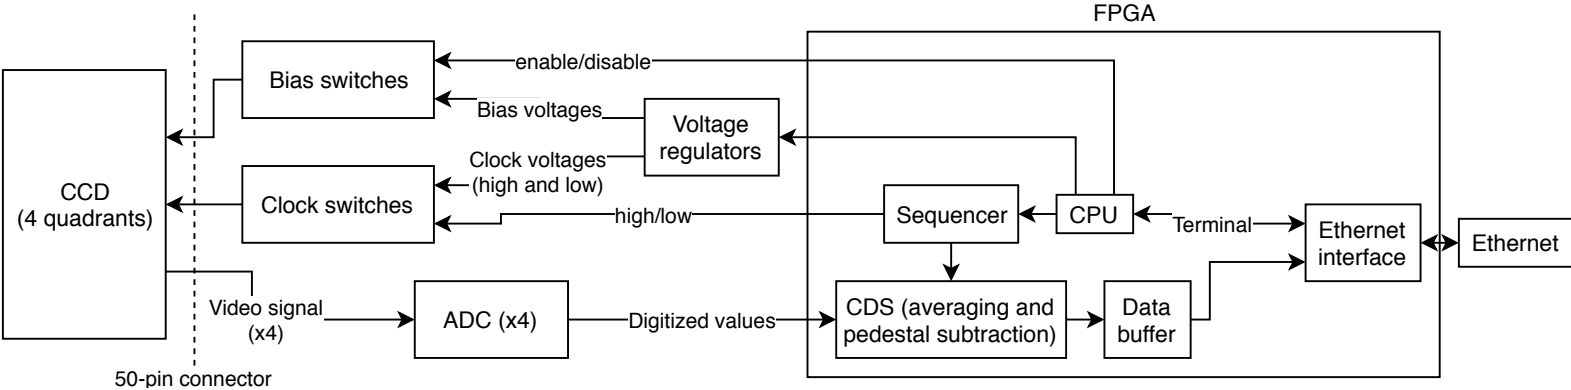 FPGA
Bias switches
enable/disable
Bias voltages
Voltage
regulators
Clock voltages
(high and low)
CCD
(4 quadrants)
Clock switches
high/low
Sequencer
CPU
Terminal
Ethernet
interface
Ethernet
Video signal
(x4)
ADC (x4)
Digitized values
CDS (averaging and
pedestal subtraction)
Data
buffer
50-pin connector